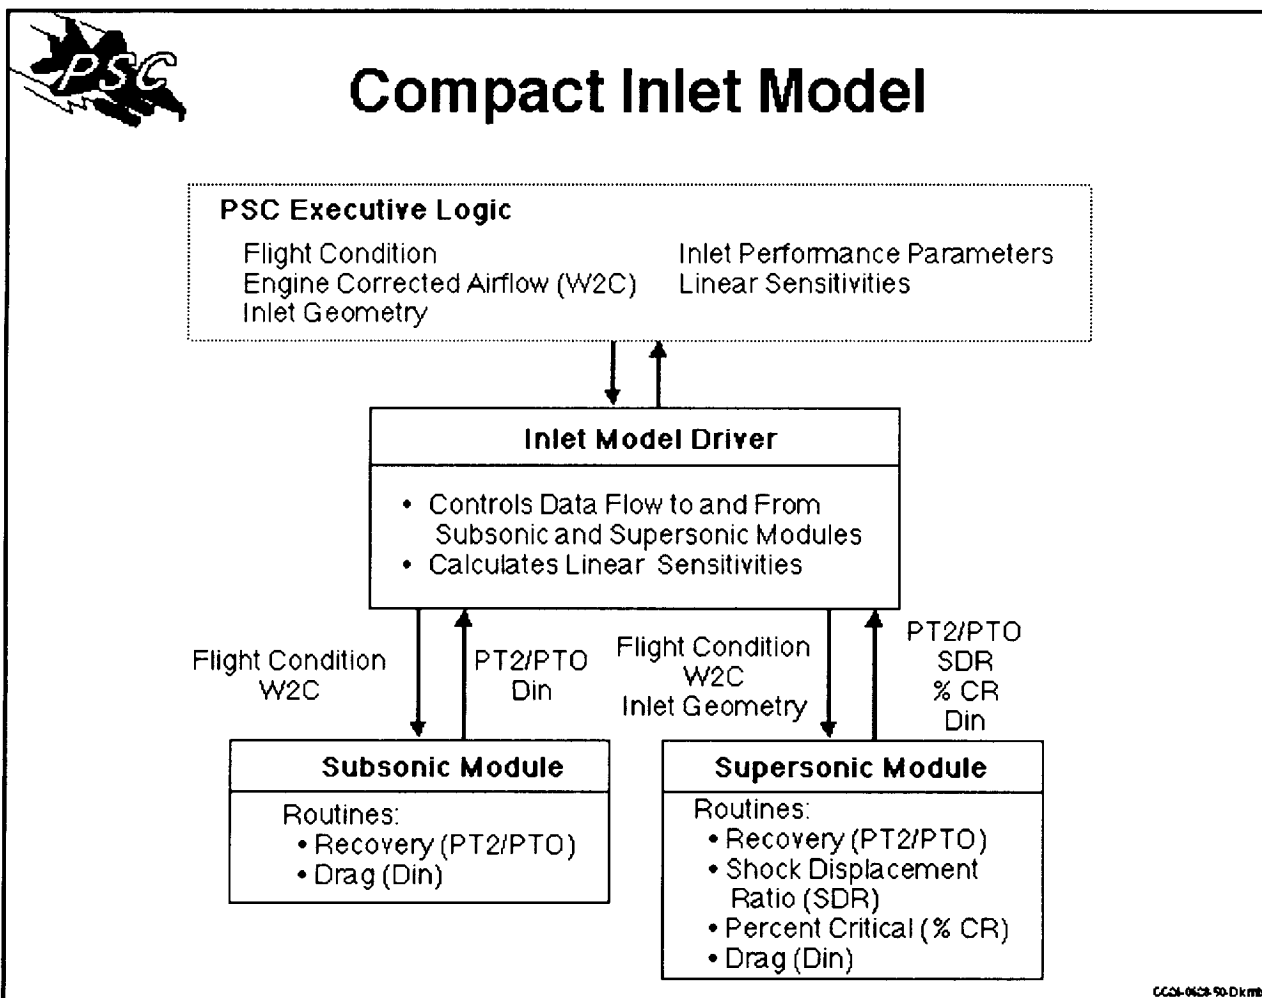 PSC
Compact Inlet Model
PSC Executive Logic
Flight Condition
Engine Corrected Airflow (W2C)
Inlet Geometry
Inlet Performance Parameters
Linear Sensitivities
Inlet Model Driver
• Controls Data Flow to and From
Subsonic and Supersonic Modules
• Calculates Linear Sensitivities
Flight Condition
W2C
PT2/PTO
Din
Flight Condition
W2C
Inlet Geometry
PT2/PTO
SDR
% CR
Din
Subsonic Module
Routines:
• Recovery (PT2/PTO)
• Drag (Din)
Supersonic Module
Routines:
• Recovery (PT2/PTO)
• Shock Displacement
Ratio (SDR)
• Percent Critical (% CR)
• Drag (Din)